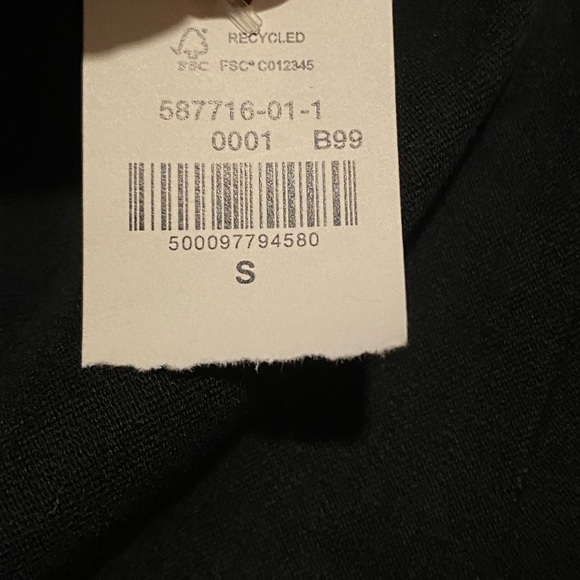 RECYCLED
FSC FSC® C012345
587716-01-1
0001 B99
500097794580
S